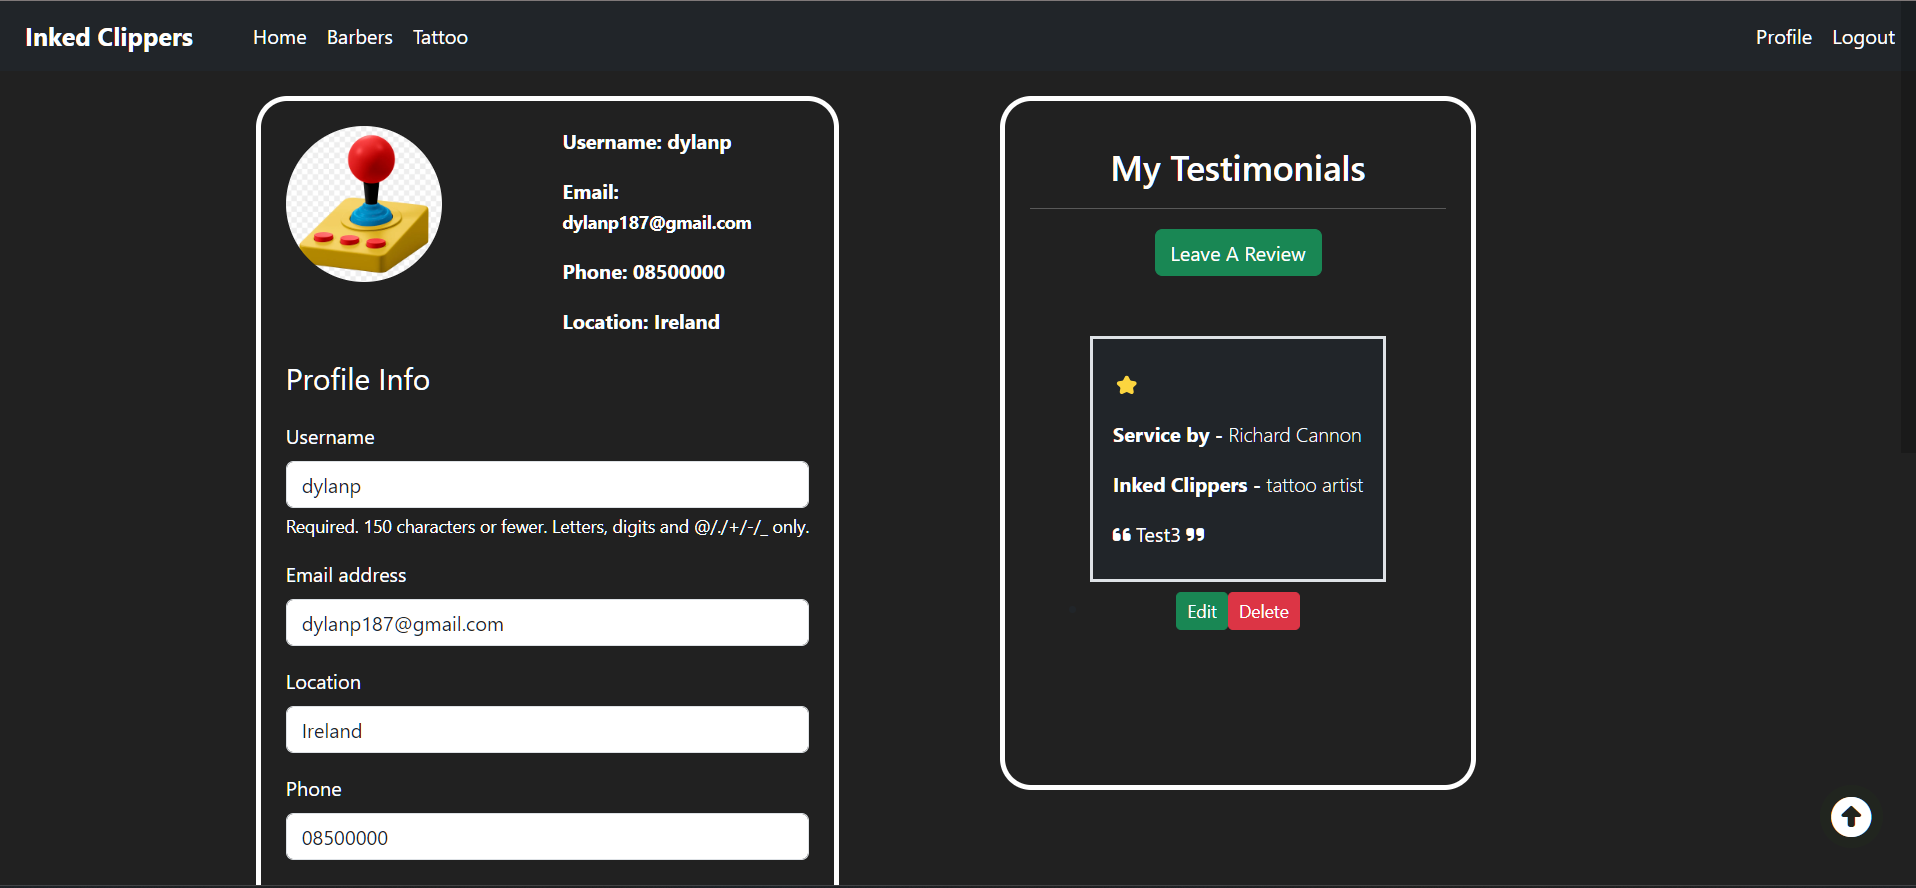 Inked Clippers Home Barbers Tattoo Profile Logout
Username: dylanp
Email:
dylanp187@gmail.com
Phone: 08500000
Location: Ireland
Profile Info
Username
dylanp
Required. 150 characters or fewer. Letters, digits and @/./+/-/_ only.
Email address
dylanp187@gmail.com
Location
Ireland
Phone
08500000
My Testimonials
Leave A Review
Service by - Richard Cannon
Inked Clippers - tattoo artist
❝ Test3 ❞
Edit Delete